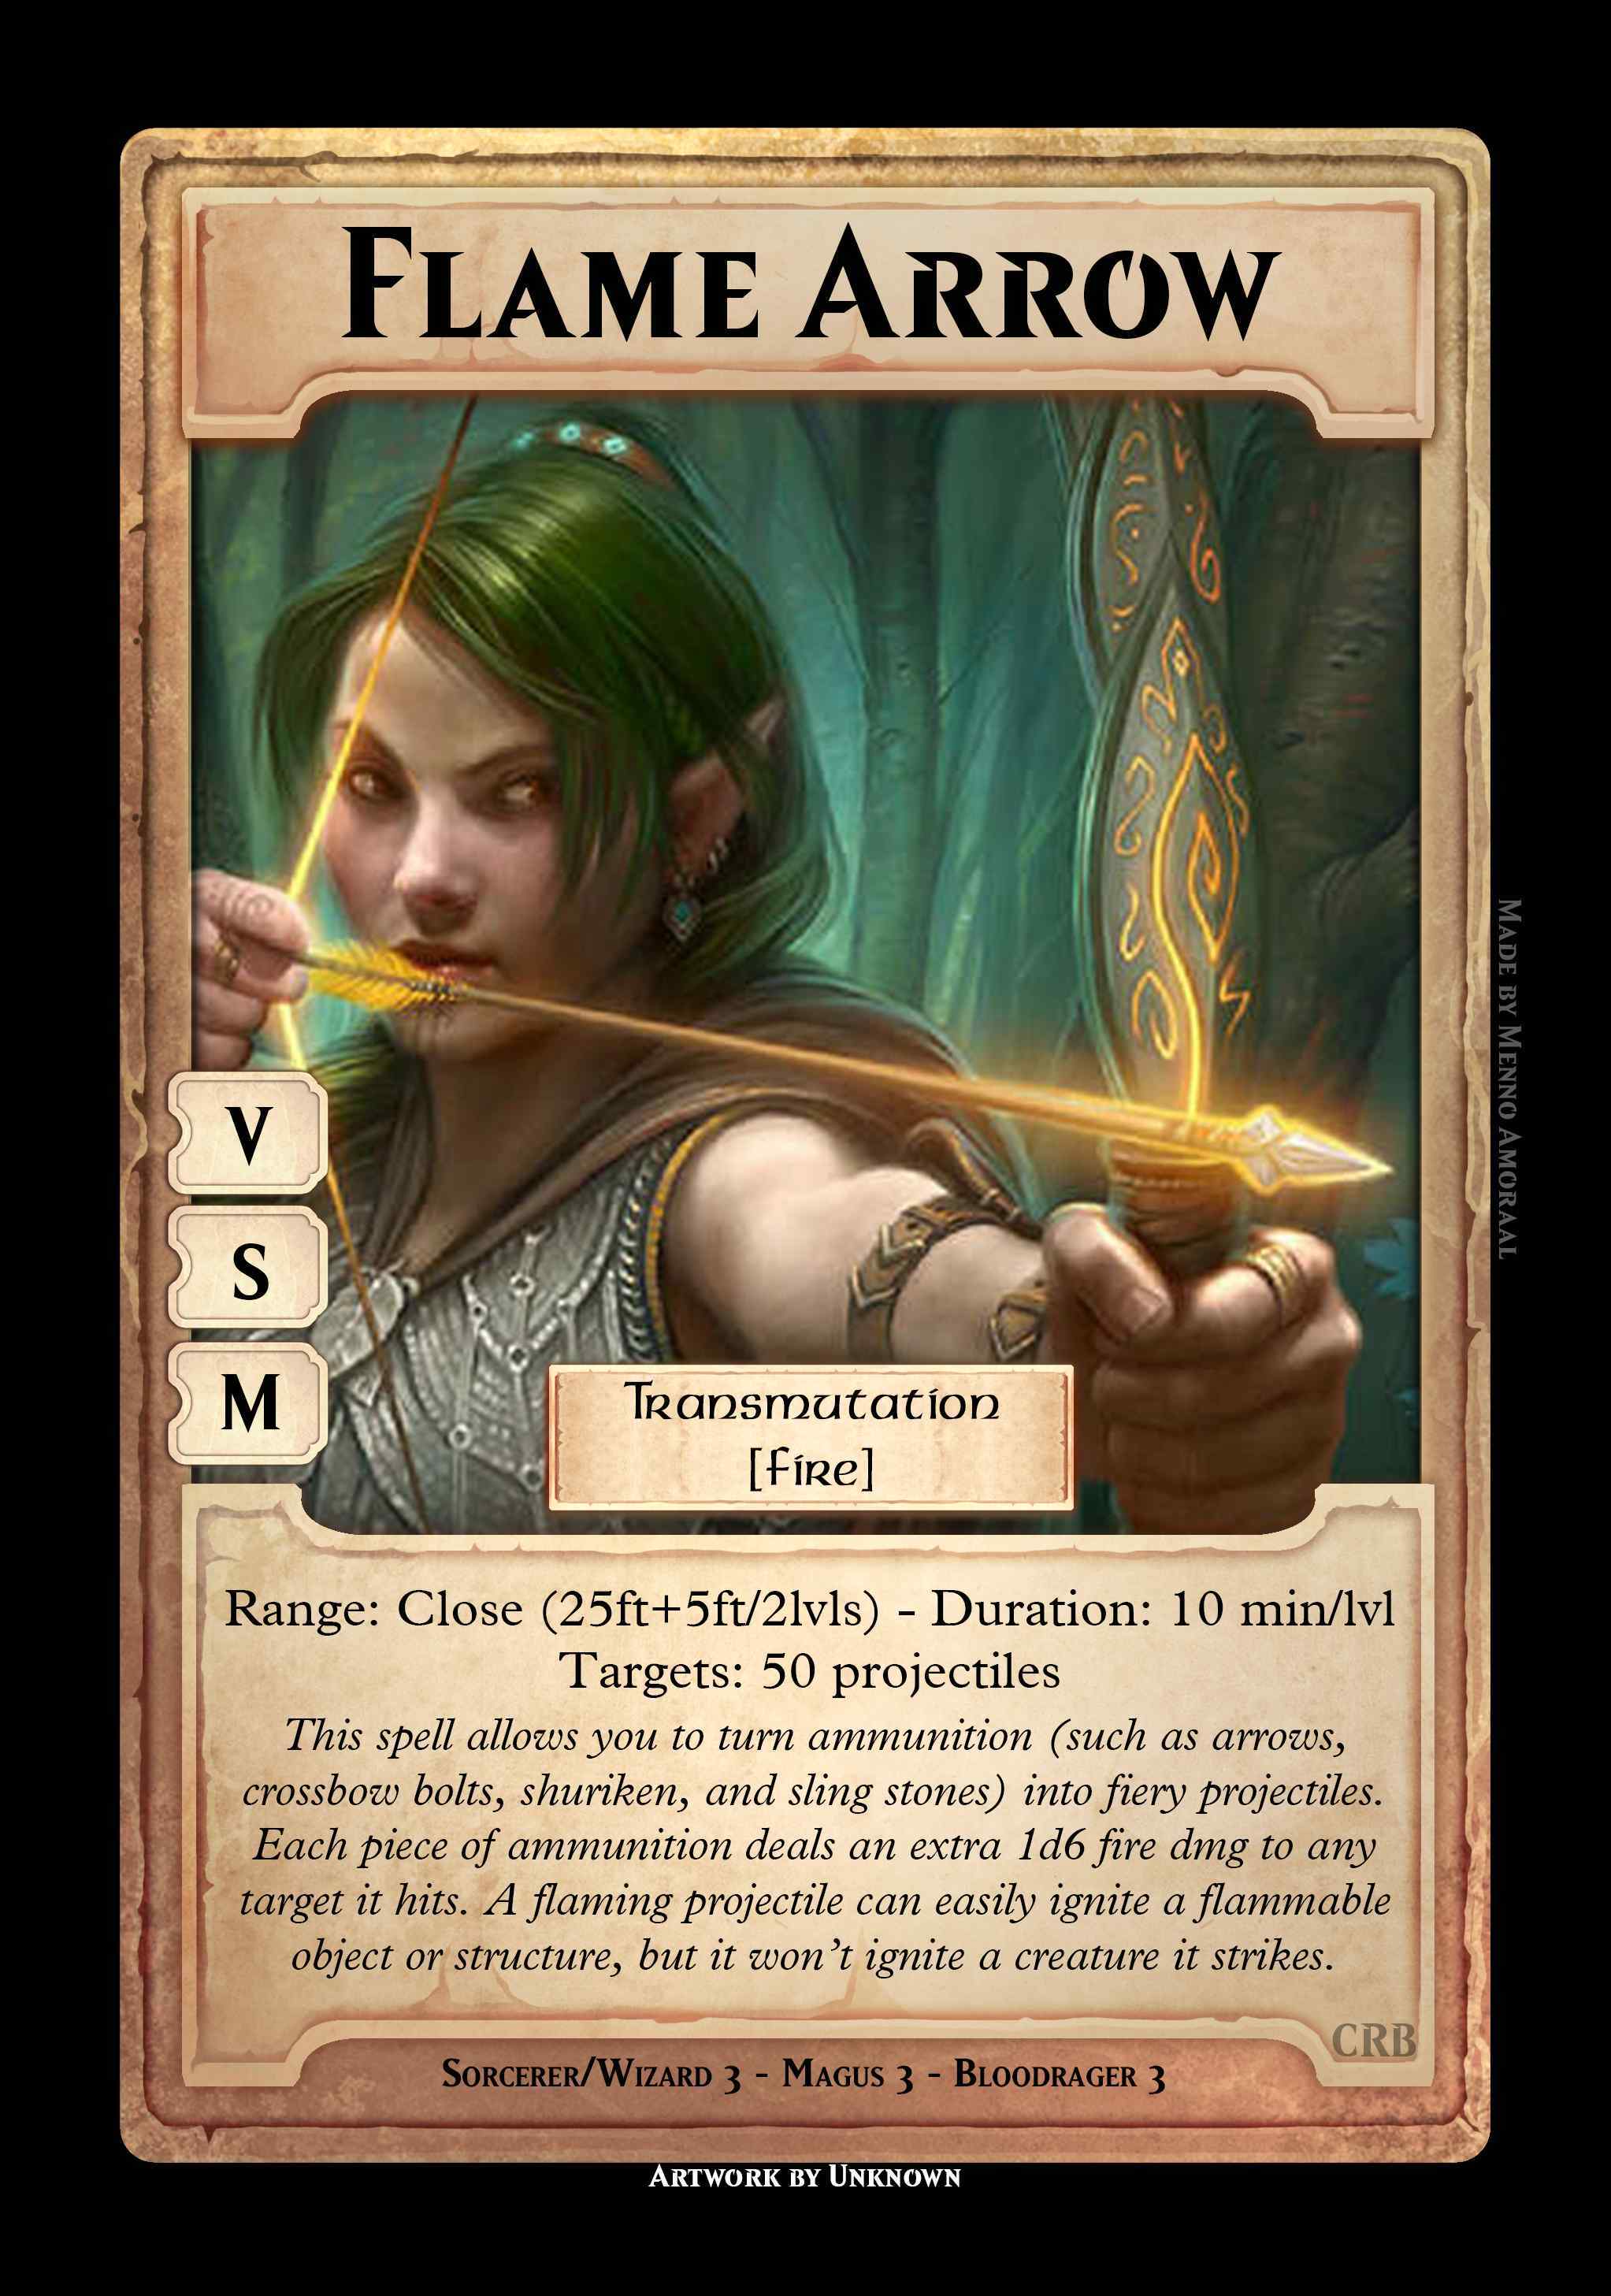 Flame Arrow
V
S
M
Transmutation
[Fire]
Range: Close (25ft+5ft/2lvls) - Duration: 10 min/lvl
Targets: 50 projectiles
This spell allows you to turn ammunition (such as arrows,
crossbow bolts, shuriken, and sling stones) into fiery projectiles.
Each piece of ammunition deals an extra 1d6 fire dmg to any
target it hits. A flaming projectile can easily ignite a flammable
object or structure, but it won't ignite a creature it strikes.
CRB
Sorcerer/Wizard 3 - Magus 3 - Bloodrager 3
Artwork by Unknown
Made by Menno Amoraal